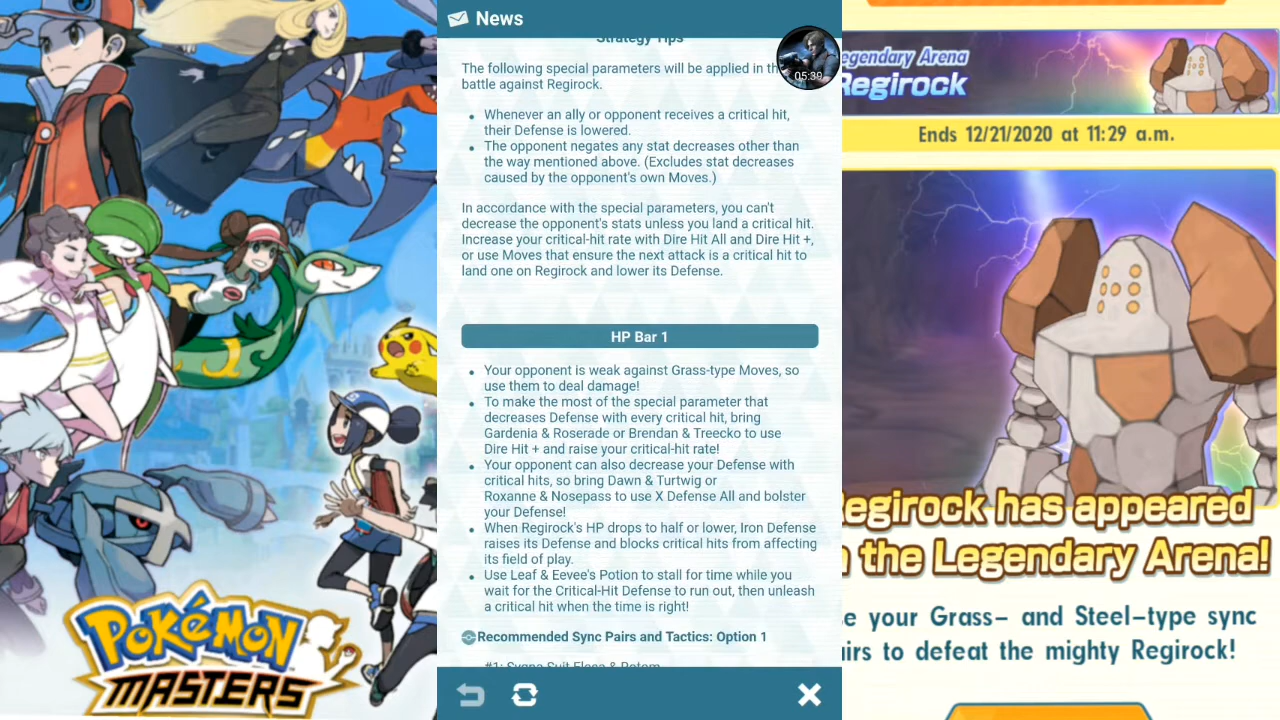 News
Strategy Tips
05:39
The following special parameters will be applied in the
battle against Regirock.
• Whenever an ally or opponent receives a critical hit,
their Defense is lowered.
• The opponent negates any stat decreases other than
the way mentioned above. (Excludes stat decreases
caused by the opponent's own Moves.)
In accordance with the special parameters, you can't
decrease the opponent's stats unless you land a critical hit.
Increase your critical-hit rate with Dire Hit All and Dire Hit +,
or use Moves that ensure the next attack is a critical hit to
land one on Regirock and lower its Defense.
HP Bar 1
• Your opponent is weak against Grass-type Moves, so
use them to deal damage!
• To make the most of the special parameter that
decreases Defense with every critical hit, bring
Gardenia & Roserade or Brendan & Treecko to use
Dire Hit + and raise your critical-hit rate!
• Your opponent can also decrease your Defense with
critical hits, so bring Dawn & Turtwig or
Roxanne & Nosepass to use X Defense All and bolster
your Defense!
• When Regirock's HP drops to half or lower, Iron Defense
raises its Defense and blocks critical hits from affecting
its field of play.
• Use Leaf & Eevee's Potion to stall for time while you
wait for the Critical-Hit Defense to run out, then unleash
a critical hit when the time is right!
Recommended Sync Pairs and Tactics: Option 1
#1: Sygna Suit Elesa & Rotom
POKéMON
MASTERS
egendary Arena
Regirock
Ends 12/21/2020 at 11:29 a.m.
Regirock has appeared
n the Legendary Arena!
e your Grass– and Steel–type sync
irs to defeat the mighty Regirock!